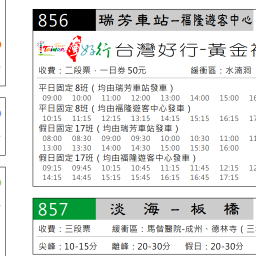 856 瑞芳車站-福隆遊客中心
台灣好行 台灣好行-黃金
收費：二段票，一日券 50元 緩衝區：水湳洞
平日固定 8班（均由瑞芳車站發車）
09:00 10:00 11:00 12:00 13:00 14:00 15:00 16
平日固定 8班（均由福隆遊客中心發車）
10:15 11:15 12:15 13:15 14:15 15:15 16:15 17
假日固定 17班（均由瑞芳車站發車）
08:00 08:30 09:00 09:30 10:00 10:30 11:00 11
13:00 13:30 14:00 14:30 15:00 15:30 16:00
假日固定 17班（均由福隆遊客中心發車）
09:15 09:45 10:15 10:45 11:15 11:45 12:15 12
14:15 14:45 15:15 15:45 16:15 16:45 17:15
857 淡海-板橋
收費：三段票 緩衝區：馬偕醫院-成州、德林寺（三
尖峰：10-15分 離峰：20-30分 假日：20-30分